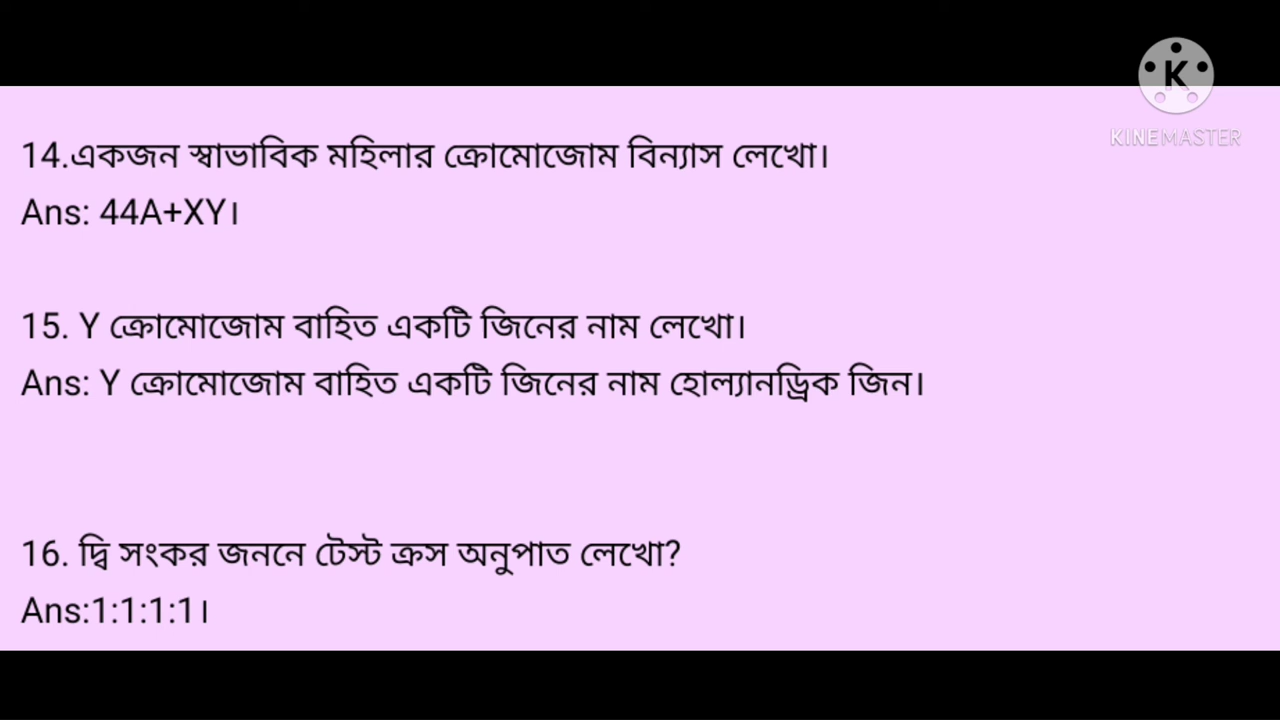 KINEMASTER
14.একজন স্বাভাবিক মহিলার ক্রোমোজোম বিন্যাস লেখো।
Ans: 44A+XY।
15. Y ক্রোমোজোম বাহিত একটি জিনের নাম লেখো।
Ans: Y ক্রোমোজোম বাহিত একটি জিনের নাম হোল্যানড্রিক জিন।
16. দ্বি সংকর জননে টেস্ট ক্রস অনুপাত লেখো?
Ans:1:1:1:1।